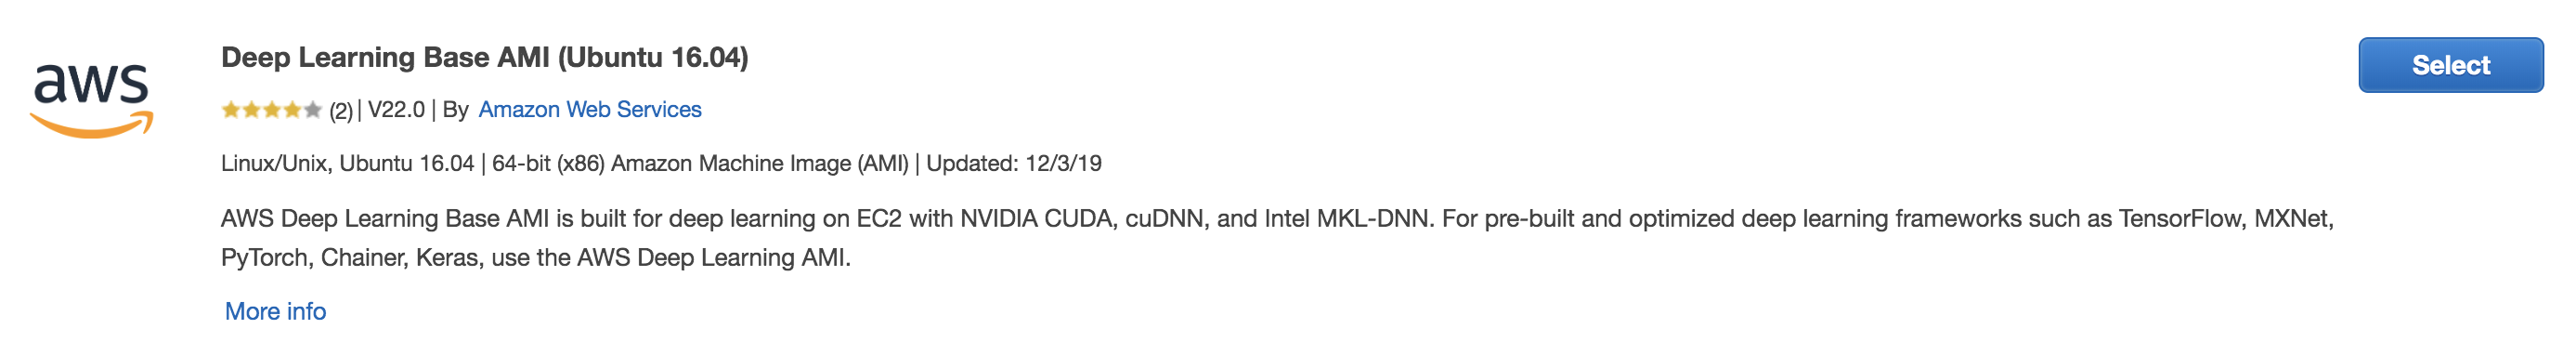 aws
Deep Learning Base AMI (Ubuntu 16.04)
Select
(2) | V22.0 | By Amazon Web Services
Linux/Unix, Ubuntu 16.04 | 64-bit (x86) Amazon Machine Image (AMI) | Updated: 12/3/19
AWS Deep Learning Base AMI is built for deep learning on EC2 with NVIDIA CUDA, cuDNN, and Intel MKL-DNN. For pre-built and optimized deep learning frameworks such as TensorFlow, MXNet,
PyTorch, Chainer, Keras, use the AWS Deep Learning AMI.
More info